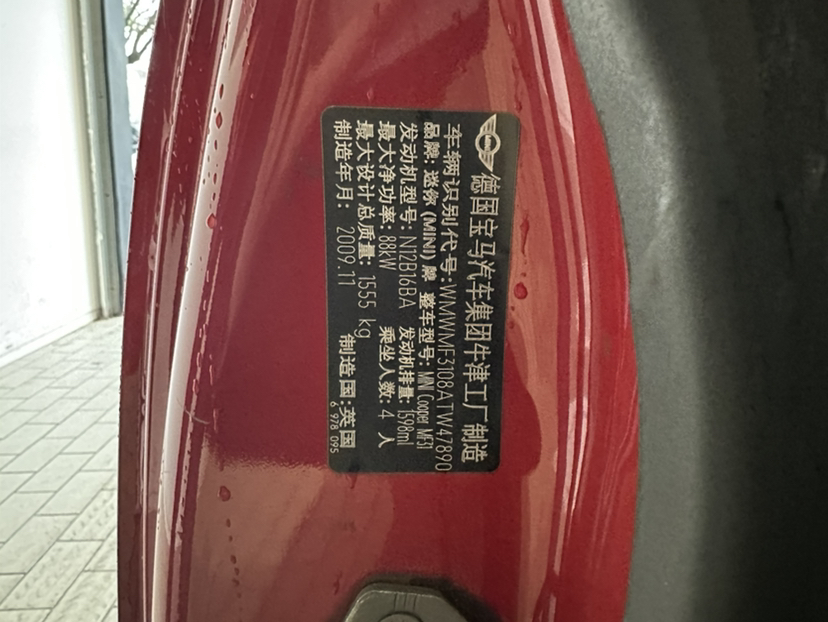 德国宝马汽车集团牛津工厂制造
车辆识别代号:WMWMF3108ATW47890
品牌: 迷你 (MINI) 牌 整车型号: MINI Cooper MF31
发动机型号: N12B16BA 发动机排量: 1598ml
最大净功率: 88kW 乘坐人数: 4 人
最大设计总质量: 1555 kg
制造年月: 2009.11 制造国:英国
6 978 095